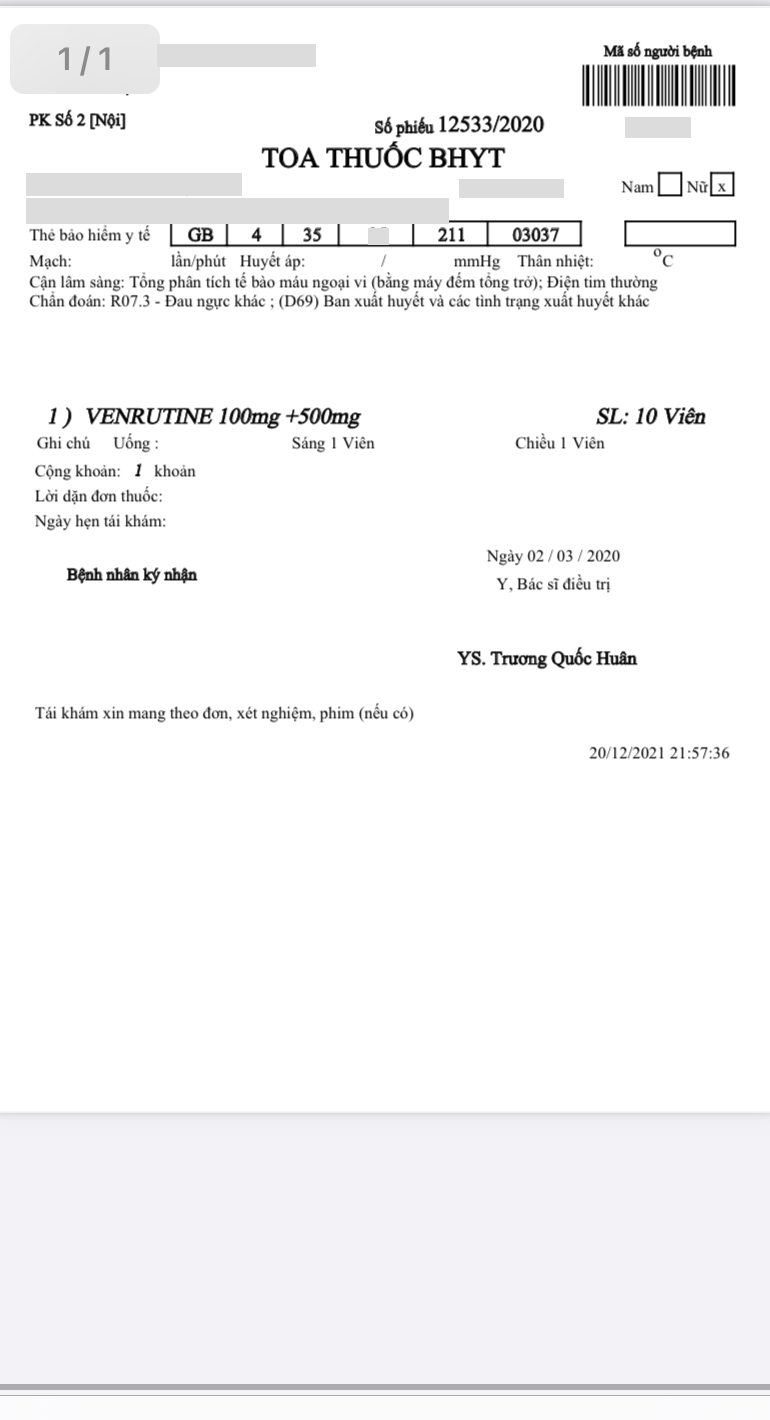 1/1
Mã số người bệnh
PK Số 2 [Nội]
Số phiếu 12533/2020
TOA THUỐC BHYT
Nam Nữ x
Thẻ bảo hiểm y tế GB 4 35 211 03037
Mạch: lần/phút Huyết áp: / mmHg Thân nhiệt: °C
Cận lâm sàng: Tổng phân tích tế bào máu ngoại vi (bằng máy đếm tổng trở); Điện tim thường
Chẩn đoán: R07.3 - Đau ngực khác ; (D69) Ban xuất huyết và các tình trạng xuất huyết khác
1 ) VENRUTINE 100mg +500mg SL: 10 Viên
Ghi chú Uống : Sáng 1 Viên Chiều 1 Viên
Cộng khoản: 1 khoản
Lời dặn đơn thuốc:
Ngày hẹn tái khám:
Ngày 02 / 03 / 2020
Bệnh nhân ký nhận
Y, Bác sĩ điều trị
YS. Trương Quốc Huân
Tái khám xin mang theo đơn, xét nghiệm, phim (nếu có)
20/12/2021 21:57:36